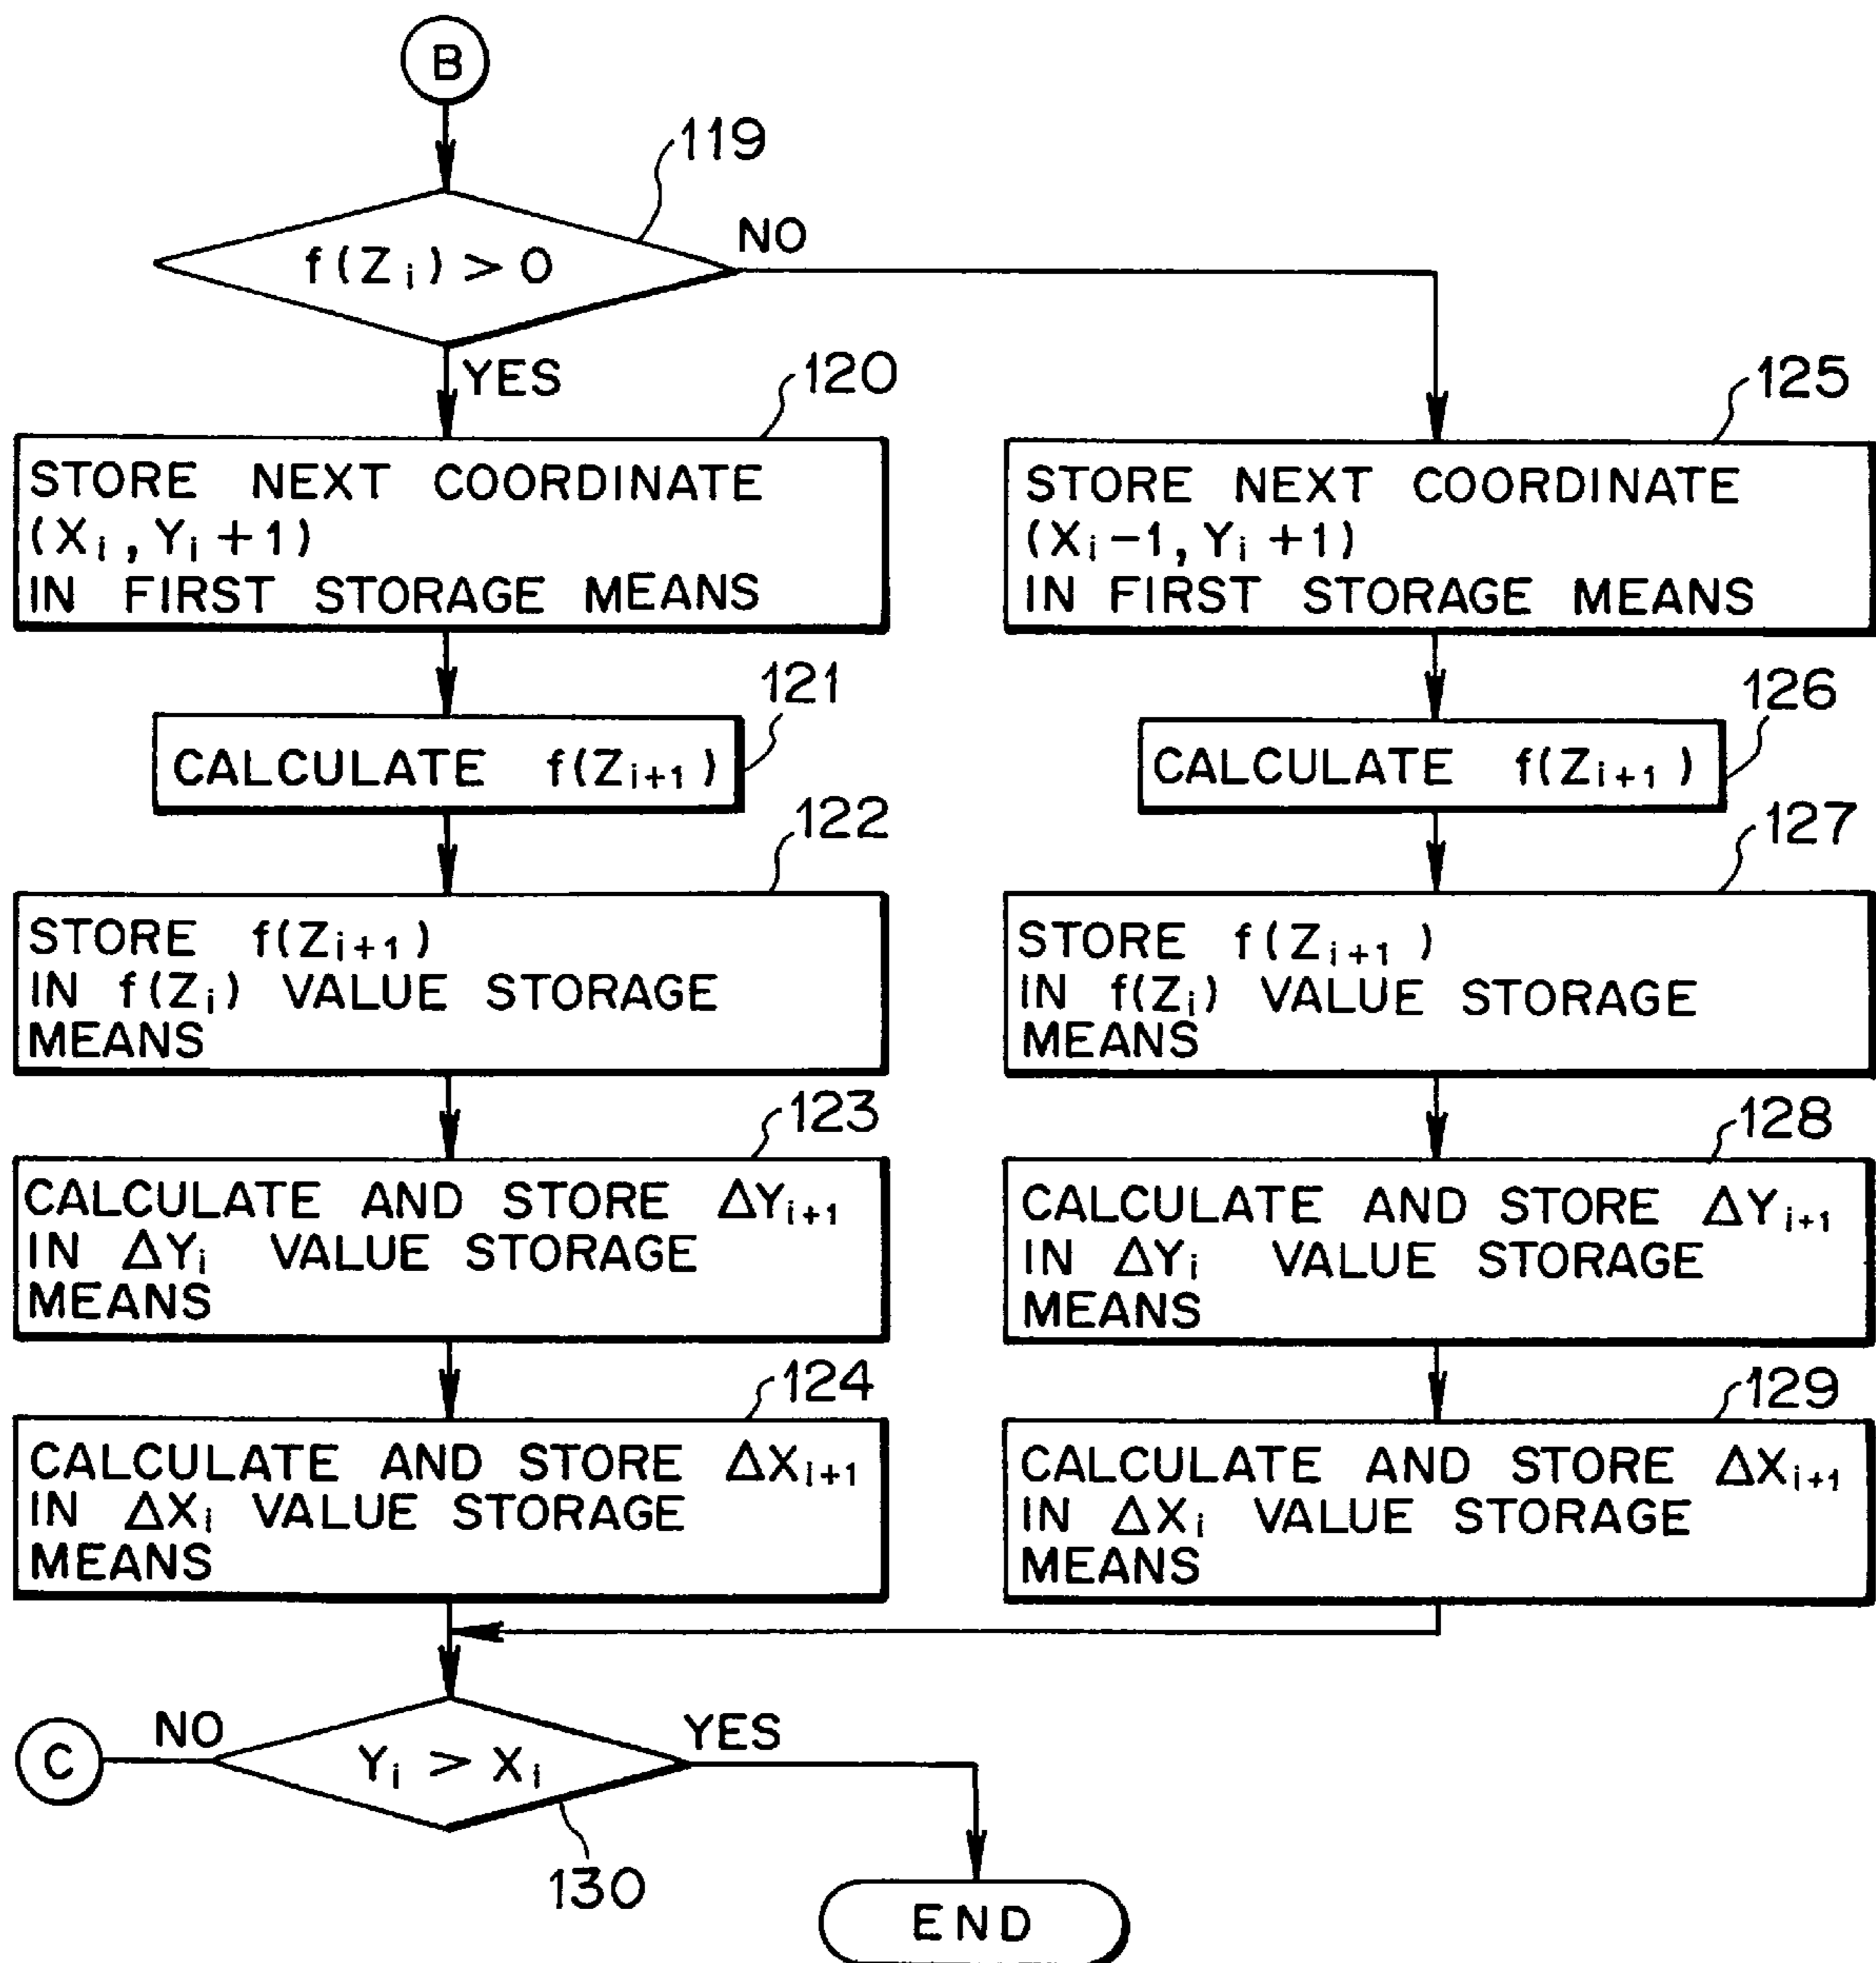 B
119
f(Zi) > 0
NO
YES
120
STORE NEXT COORDINATE
(Xi, Yi +1)
IN FIRST STORAGE MEANS
121
CALCULATE f(Zi+1)
122
STORE f(Zi+1)
IN f(Zi) VALUE STORAGE
MEANS
123
CALCULATE AND STORE ΔYi+1
IN ΔYi VALUE STORAGE
MEANS
124
CALCULATE AND STORE ΔXi+1
IN ΔXi VALUE STORAGE
MEANS
125
STORE NEXT COORDINATE
(Xi-1, Yi +1)
IN FIRST STORAGE MEANS
126
CALCULATE f(Zi+1)
127
STORE f(Zi+1)
IN f(Zi) VALUE STORAGE
MEANS
128
CALCULATE AND STORE ΔYi+1
IN ΔYi VALUE STORAGE
MEANS
129
CALCULATE AND STORE ΔXi+1
IN ΔXi VALUE STORAGE
MEANS
C
NO
Yi > Xi
YES
130
END